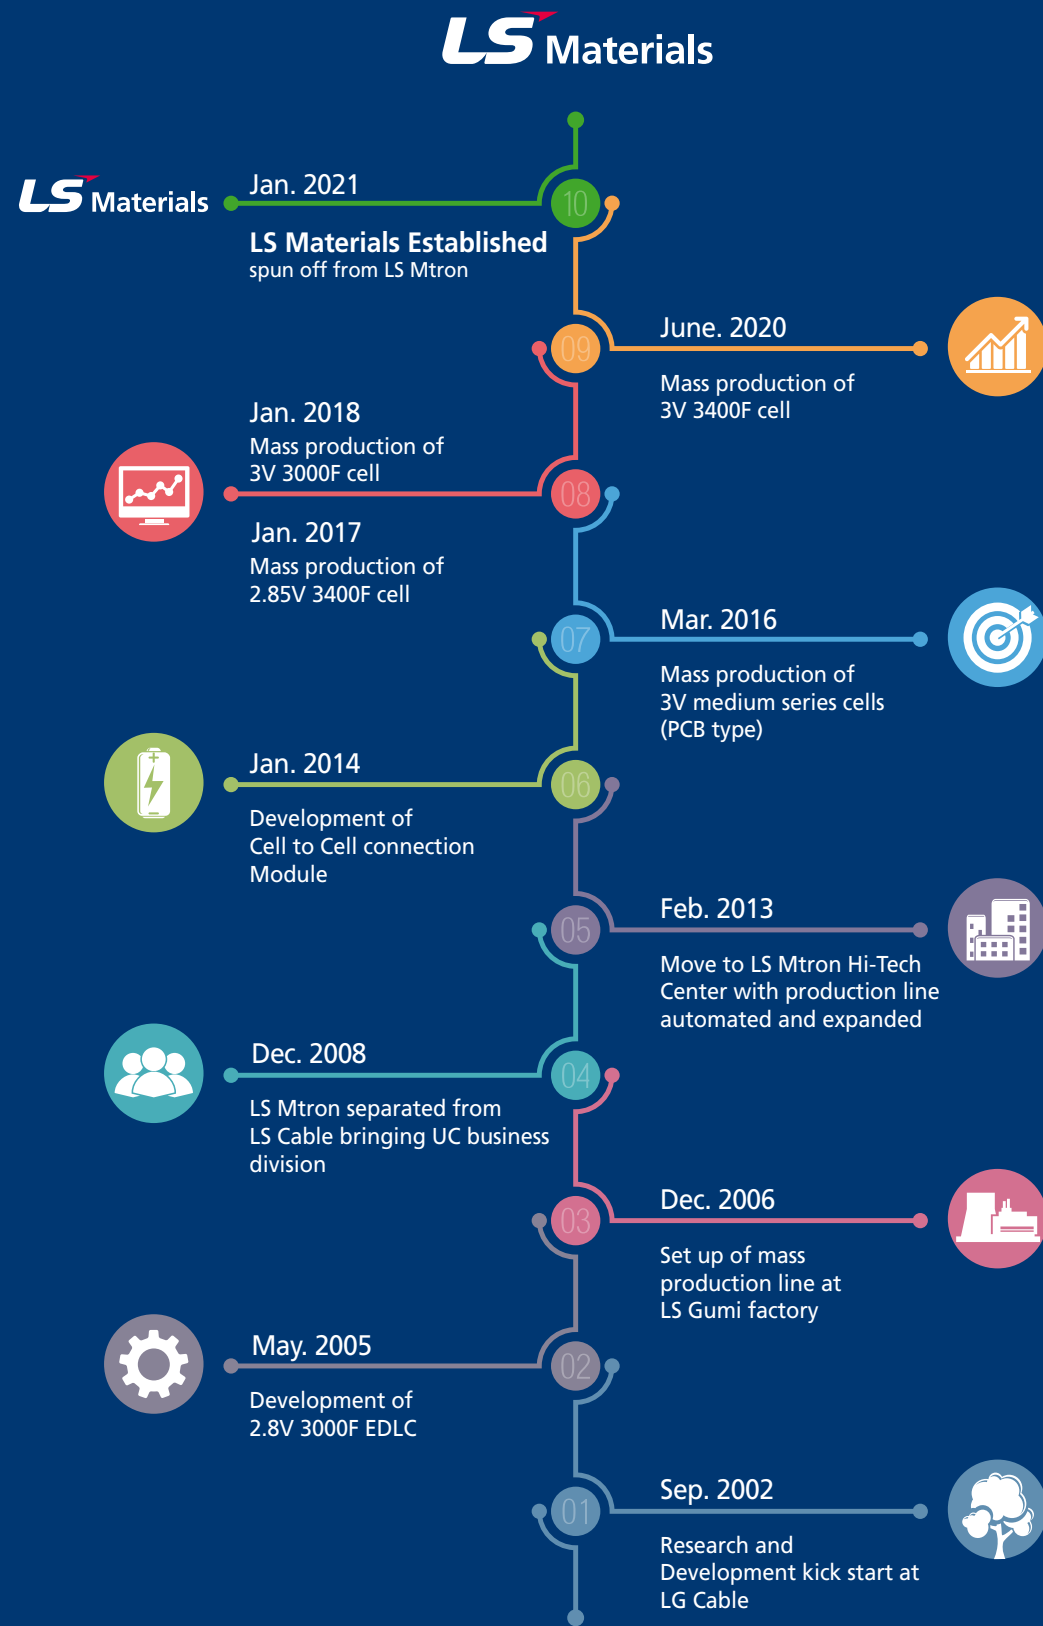 LS Materials
LS Materials
Jan. 2021
10
LS Materials Established
spun off from LS Mtron
June. 2020
09
Mass production of
3V 3400F cell
Jan. 2018
Mass production of
3V 3000F cell
08
Jan. 2017
Mass production of
2.85V 3400F cell
Mar. 2016
07
Mass production of
3V medium series cells
(PCB type)
Jan. 2014
06
Development of
Cell to Cell connection
Module
Feb. 2013
05
Move to LS Mtron Hi-Tech
Center with production line
automated and expanded
Dec. 2008
04
LS Mtron separated from
LS Cable bringing UC business
division
Dec. 2006
03
Set up of mass
production line at
LS Gumi factory
May. 2005
02
Development of
2.8V 3000F EDLC
Sep. 2002
01
Research and
Development kick start at
LG Cable